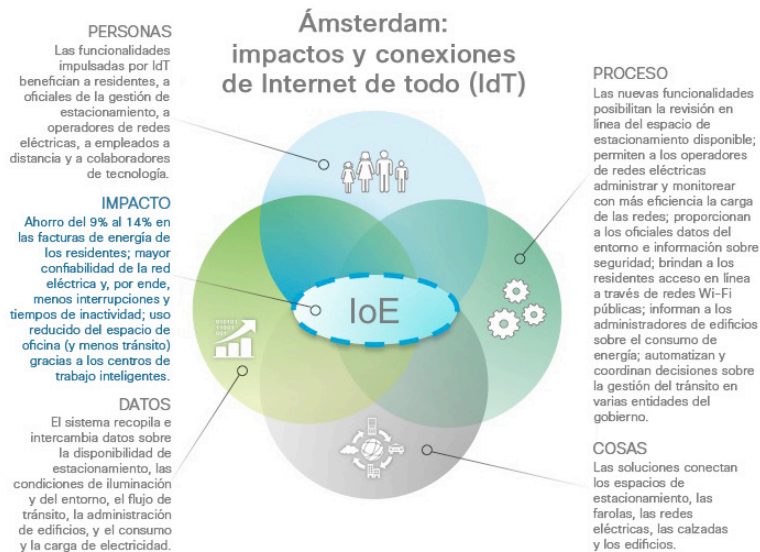 Ámsterdam:
impactos y conexiones
de Internet de todo (IdT)
PERSONAS
Las funcionalidades
impulsadas por IdT
benefician a residentes, a
oficiales de la gestión de
estacionamiento, a
operadores de redes
eléctricas, a empleados a
distancia y a colaboradores
de tecnología.
IMPACTO
Ahorro del 9% al 14% en
las facturas de energía de
los residentes; mayor
confiabilidad de la red
eléctrica y, por ende,
menos interrupciones y
tiempos de inactividad; uso
reducido del espacio de
oficina (y menos tránsito)
gracias a los centros de
trabajo inteligentes.
DATOS
El sistema recopila e
intercambia datos sobre
la disponibilidad de
estacionamiento, las
condiciones de iluminación
y del entorno, el flujo de
tránsito, la administración
de edificios, y el consumo
y la carga de electricidad.
IoE
PROCESO
Las nuevas funcionalidades
posibilitan la revisión en
línea del espacio de
estacionamiento disponible;
permiten a los operadores
de redes eléctricas
administrar y monitorear
con más eficiencia la carga
de las redes; proporcionan
a los oficiales datos del
entorno e información sobre
seguridad; brindan a los
residentes acceso en línea
a través de redes Wi-Fi
públicas; informan a los
administradores de edificios
sobre el consumo de
energía; automatizan y
coordinan decisiones sobre
la gestión del tránsito en
varias entidades del
gobierno.
COSAS
Las soluciones conectan
los espacios de
estacionamiento, las
farolas, las redes
eléctricas, las calzadas
y los edificios.